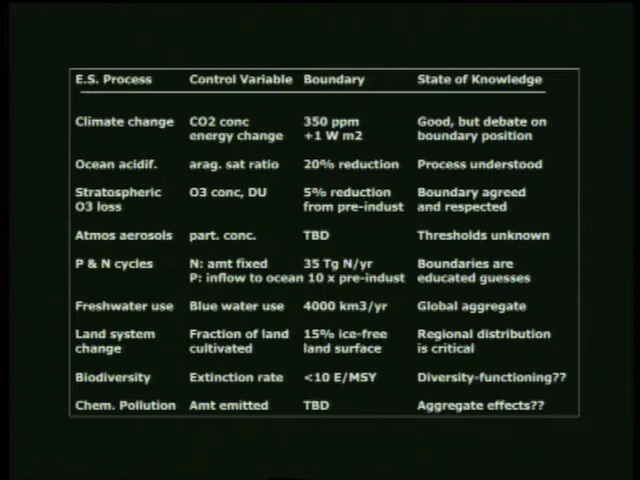 E.S. Process Control Variable Boundary State of Knowledge
Climate change CO2 conc 350 ppm Good, but debate on
energy change +1 W m2 boundary position
Ocean acidif. arag. sat ratio 20% reduction Process understood
Stratospheric O3 conc, DU 5% reduction Boundary agreed
O3 loss from pre-indust and respected
Atmos aerosols part. conc. TBD Thresholds unknown
P & N cycles N: amt fixed 35 Tg N/yr Boundaries are
P: inflow to ocean 10 x pre-indust educated guesses
Freshwater use Blue water use 4000 km3/yr Global aggregate
Land system Fraction of land 15% ice-free Regional distribution
change cultivated land surface is critical
Biodiversity Extinction rate <10 E/MSY Diversity-functioning??
Chem. Pollution Amt emitted TBD Aggregate effects??